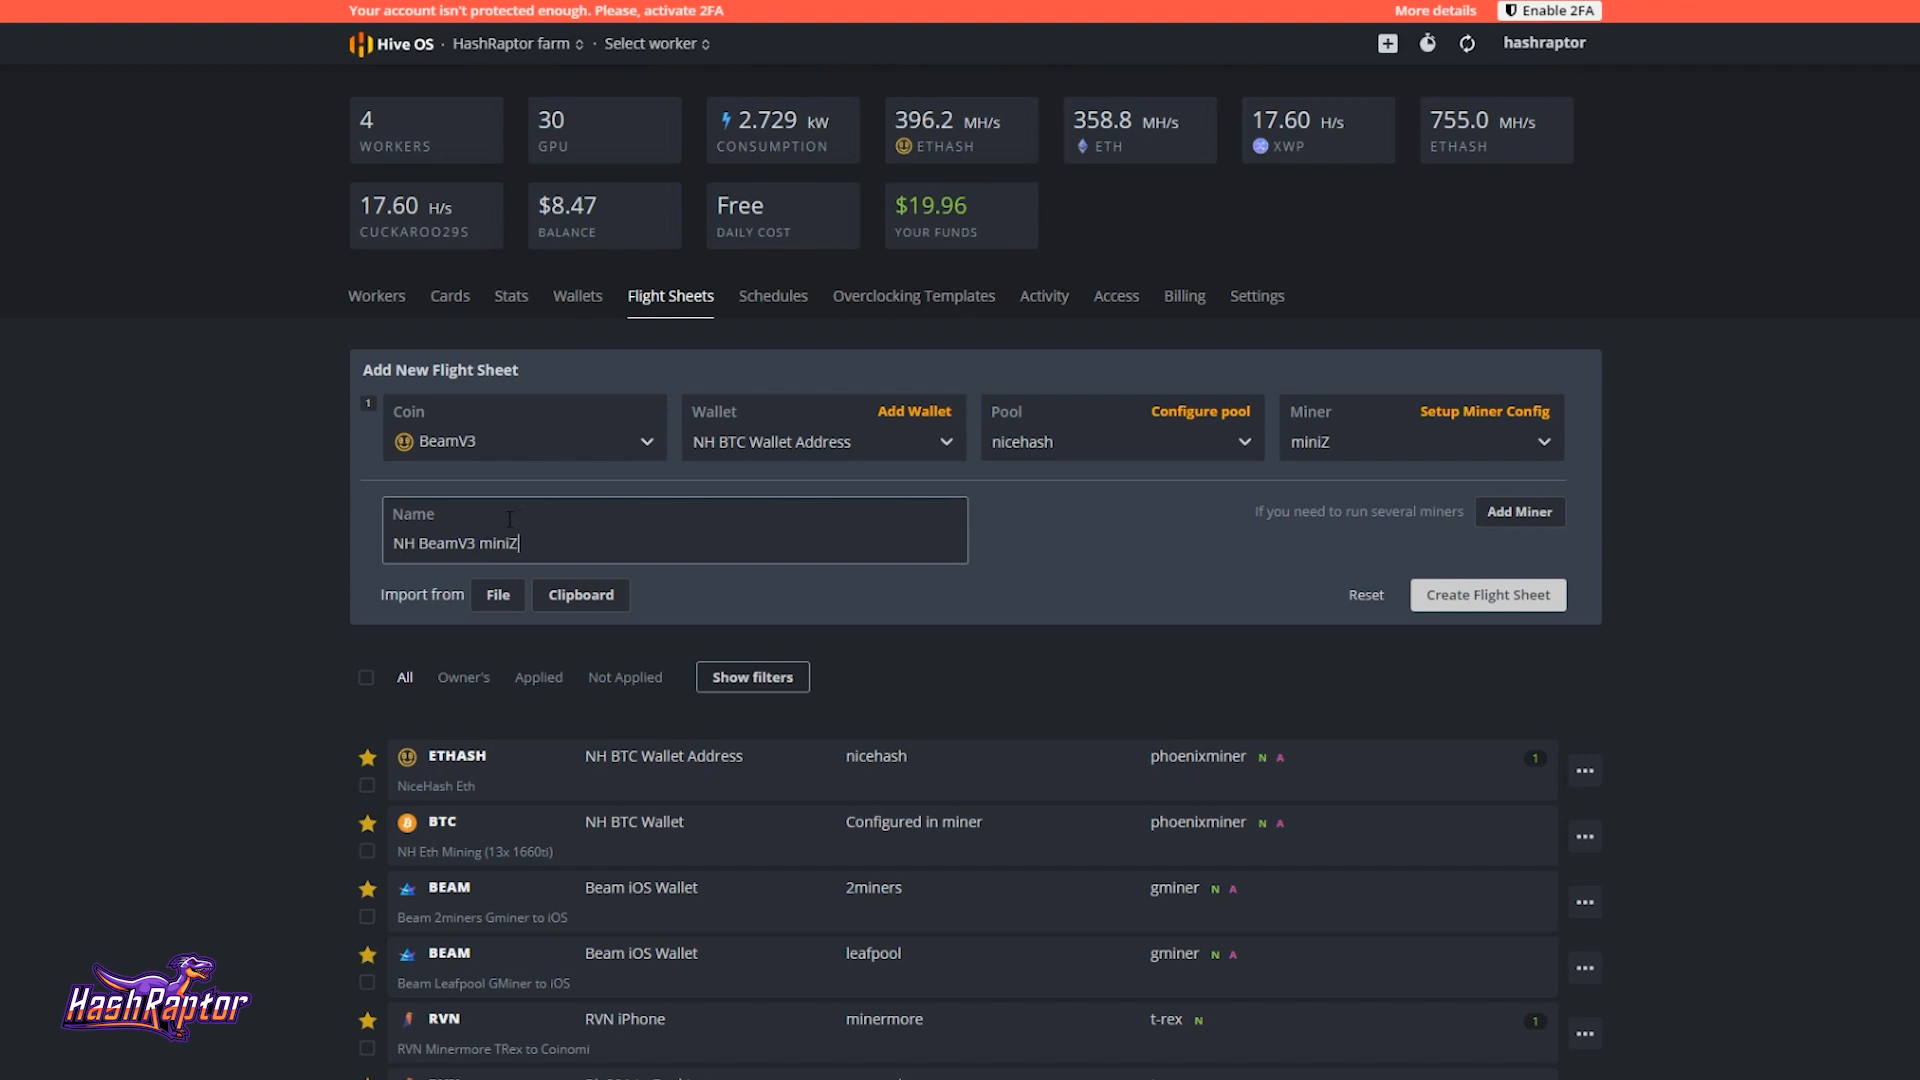 Your account isn't protected enough. Please, activate 2FA
More details
Enable 2FA
Hive OS · HashRaptor farm · Select worker
hashraptor
4
WORKERS
30
GPU
2.729 kW
CONSUMPTION
396.2 MH/s
ETHASH
358.8 MH/s
ETH
17.60 H/s
XWP
755.0 MH/s
ETHASH
17.60 H/s
CUCKAROO29S
$8.47
BALANCE
Free
DAILY COST
$19.96
YOUR FUNDS
Workers Cards Stats Wallets Flight Sheets Schedules Overclocking Templates Activity Access Billing Settings
Add New Flight Sheet
1
Coin
BeamV3
Wallet Add Wallet
NH BTC Wallet Address
Pool Configure pool
nicehash
Miner Setup Miner Config
miniZ
Name
NH BeamV3 miniZ
If you need to run several miners Add Miner
Import from File Clipboard
Reset Create Flight Sheet
All Owner's Applied Not Applied Show filters
ETHASH NH BTC Wallet Address nicehash phoenixminer N A 1
NiceHash Eth
BTC NH BTC Wallet Configured in miner phoenixminer N A
NH Eth Mining (13x 1660ti)
BEAM Beam iOS Wallet 2miners gminer N A
Beam 2miners Gminer to iOS
BEAM Beam iOS Wallet leafpool gminer N A
Beam Leafpool GMiner to iOS
RVN RVN iPhone minermore t-rex N 1
RVN Minermore TRex to Coinomi
HashRaptor